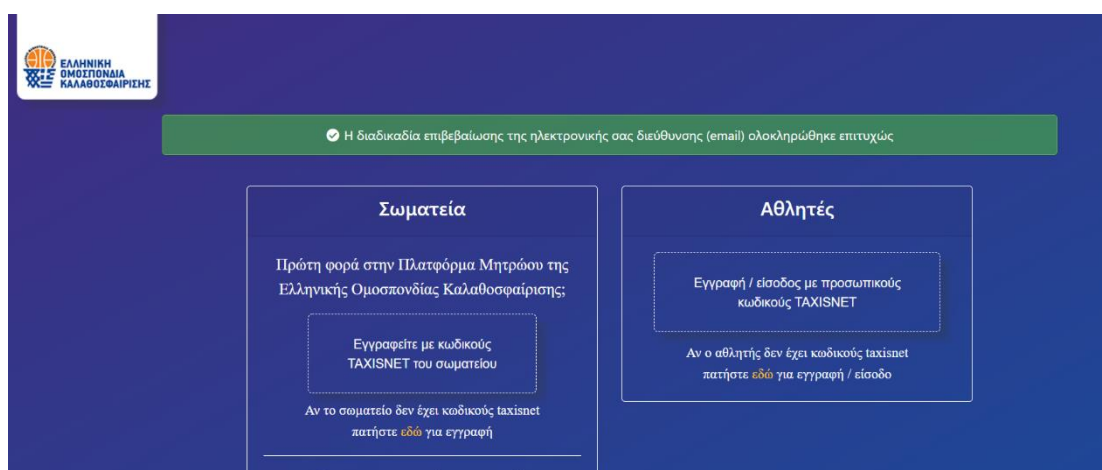 ΕΛΛΗΝΙΚΗ
ΟΜΟΣΠΟΝΔΙΑ
ΚΑΛΑΘΟΣΦΑΙΡΙΣΗΣ
Η διαδικαδία επιβεβαίωσης της ηλεκτρονικής σας διεύθυνσης (email) ολοκληρώθηκε επιτυχώς
Σωματεία
Πρώτη φορά στην Πλατφόρμα Μητρώου της
Ελληνικής Ομοσπονδίας Καλαθοσφαίρισης;
Εγγραφείτε με κωδικούς
TAXISNET του σωματείου
Αν το σωματείο δεν έχει κωδικούς taxisnet
πατήστε εδώ για εγγραφή
Αθλητές
Εγγραφή / είσοδος με προσωπικούς
κωδικούς TAXISNET
Αν ο αθλητής δεν έχει κωδικούς taxisnet
πατήστε εδώ για εγγραφή / είσοδο